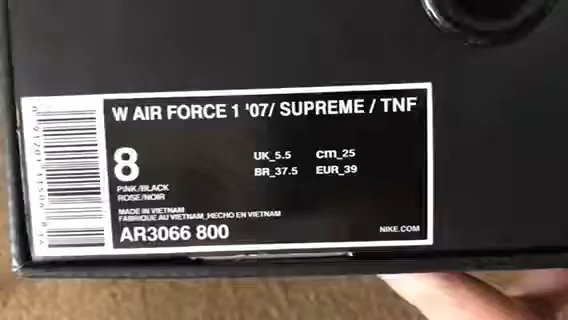 W AIR FORCE 1 '07/ SUPREME / TNF
8
UK_5.5 cm_25
BR_37.5 EUR_39
PINK/BLACK
ROSE/NOIR
MADE IN VIETNAM
FABRIQUE AU VIETNAM_HECHO EN VIETNAM
AR3066 800
NIKE.COM